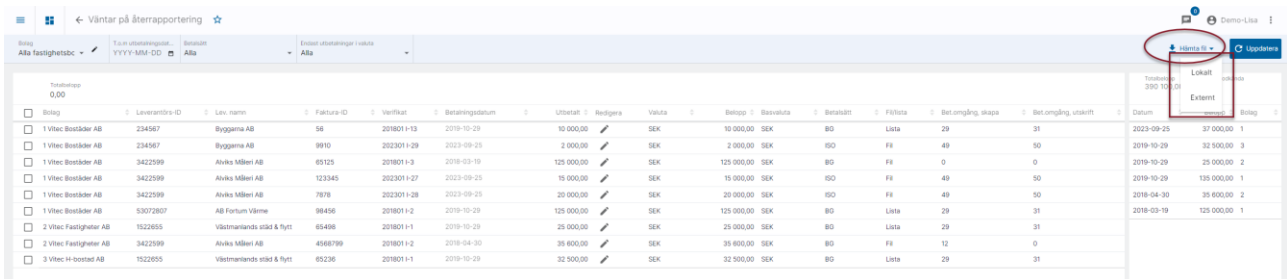 Väntar på återrapportering
0
Demo-Lisa
Bolag
Alla fastighetsbc
T.o.m utbetalningsdat...
YYYY-MM-DD
Betalsätt
Alla
Endast utbetalningar i valuta
Alla
Hämta fil
Uppdatera
Lokalt
Externt
Totalbelopp
0,00
Totalbelopp
390 100,00
Bolag Leverantörs-ID Lev. namn Faktura-ID Verifikat Betalningsdatum Utbetalt Redigera Valuta Belopp Basvaluta Betalsätt Fil/lista Bet.omgång, skapa Bet.omgång, utskrift Datum Belopp Bolag
1 Vitec Bostäder AB 234567 Byggarna AB 56 201801 I-13 2019-10-29 10 000,00 SEK 10 000,00 SEK BG Lista 29 31 2023-09-25 37 000,00 1
1 Vitec Bostäder AB 234567 Byggarna AB 9910 202301 I-29 2023-09-25 2 000,00 SEK 2 000,00 SEK ISO Fil 49 50 2019-10-29 32 500,00 3
1 Vitec Bostäder AB 3422599 Alviks Måleri AB 65125 201801 I-3 2018-03-19 125 000,00 SEK 125 000,00 SEK BG Fil 0 0 2019-10-29 25 000,00 2
1 Vitec Bostäder AB 3422599 Alviks Måleri AB 123345 202301 I-27 2023-09-25 15 000,00 SEK 15 000,00 SEK ISO Fil 49 50 2019-10-29 135 000,00 1
1 Vitec Bostäder AB 3422599 Alviks Måleri AB 7878 202301 I-28 2023-09-25 20 000,00 SEK 20 000,00 SEK ISO Fil 49 50 2018-04-30 35 600,00 2
1 Vitec Bostäder AB 53072807 AB Fortum Värme 98456 201801 I-2 2019-10-29 125 000,00 SEK 125 000,00 SEK BG Lista 29 31 2018-03-19 125 000,00 1
2 Vitec Fastigheter AB 1522655 Västmanlands städ & flytt 65498 201801 I-1 2019-10-29 25 000,00 SEK 25 000,00 SEK BG Lista 29 31
2 Vitec Fastigheter AB 3422599 Alviks Måleri AB 4568799 201801 I-2 2018-04-30 35 600,00 SEK 35 600,00 SEK BG Fil 12 0
3 Vitec H-bostad AB 1522655 Västmanlands städ & flytt 65236 201801 I-1 2019-10-29 32 500,00 SEK 32 500,00 SEK BG Lista 29 31